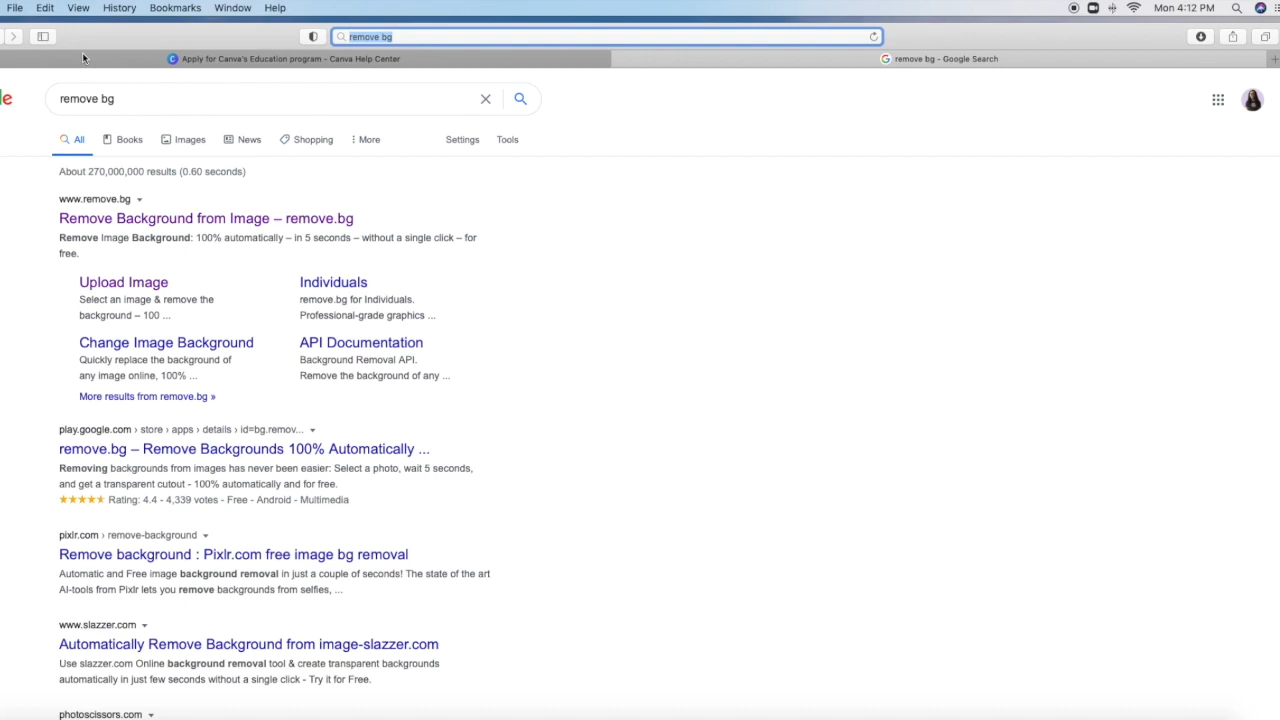 File Edit View History Bookmarks Window Help Mon 4:12 PM
remove bg
Apply for Canva's Education program - Canva Help Center
remove bg - Google Search
le
remove bg
All Books Images News Shopping More Settings Tools
About 270,000,000 results (0.60 seconds)
www.remove.bg
Remove Background from Image – remove.bg
Remove Image Background: 100% automatically – in 5 seconds – without a single click – for
free.
Upload Image
Select an image & remove the
background – 100 ...
Individuals
remove.bg for Individuals.
Professional-grade graphics ...
Change Image Background
Quickly replace the background of
any image online, 100% ...
API Documentation
Background Removal API.
Remove the background of any ...
More results from remove.bg »
play.google.com › store › apps › details › id=bg.remov...
remove.bg – Remove Backgrounds 100% Automatically ...
Removing backgrounds from images has never been easier: Select a photo, wait 5 seconds,
and get a transparent cutout - 100% automatically and for free.
Rating: 4.4 - 4,339 votes - Free - Android - Multimedia
pixlr.com › remove-background
Remove background : Pixlr.com free image bg removal
Automatic and Free image background removal in just a couple of seconds! The state of the art
AI-tools from Pixlr lets you remove backgrounds from selfies, ...
www.slazzer.com
Automatically Remove Background from image-slazzer.com
Use slazzer.com Online background removal tool & create transparent backgrounds
automatically in just few seconds without a single click - Try it for Free.
photoscissors.com